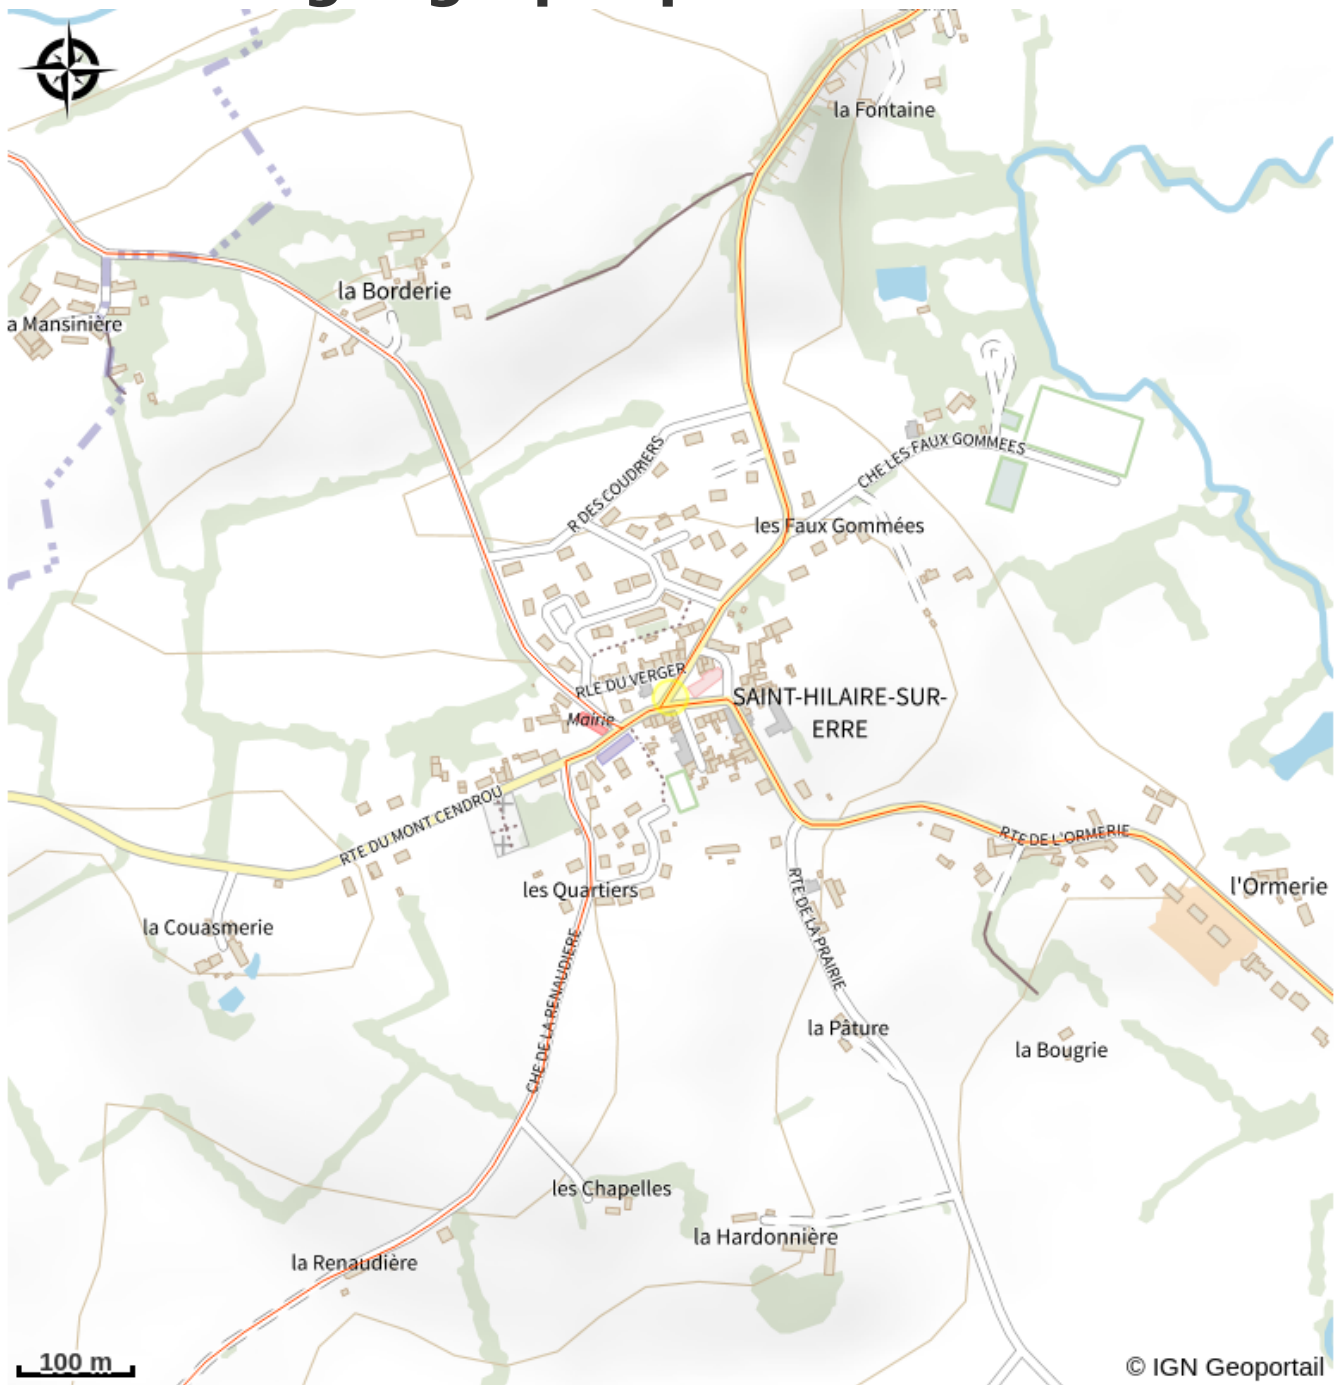 la Fontaine
la Borderie
a Mansinière
R DES COUDRIERS
CHE LES FAUX GOMMEES
les Faux Gommées
RLE DU VERGER
Mairie
SAINT-HILAIRE-SUR-
ERRE
RTE DU MONT CENDROU
RTE DE L'ORMERIE
l'Ormerie
les Quartiers
la Couasmerie
RTE DE LA PRAIRIE
CHE DE LA RENAUDIERE
la Pâture
la Bougrie
les Chapelles
la Hardonnière
la Renaudière
100 m
© IGN Geoportail